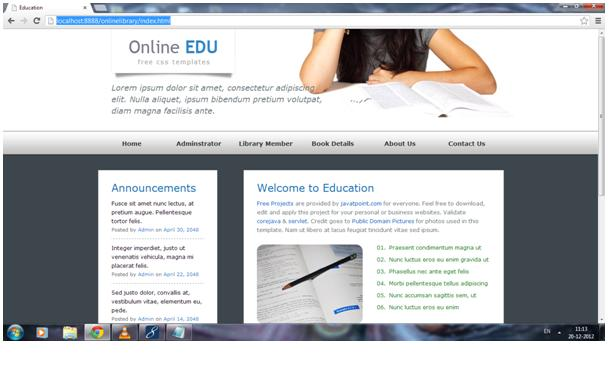 Education
localhost:8888/onlinelibrary/index.html
Online EDU
free css templates
Lorem ipsum dolor sit amet, consectetur adipiscing
elit. Nulla aliquet, ipsum bibendum pretium volutpat,
diam magna facilisis ante.
Home Adminstrator Library Member Book Details About Us Contact Us
Announcements
Fusce sit amet nunc lectus, at
pretium augue. Pellentesque
tortor felis.
Posted by Admin on April 30, 2048
Integer imperdiet, justo ut
venenatis vehicula, magna mi
placerat felis.
Posted by Admin on April 22, 2048
Sed justo dolor, convallis at,
vestibulum vitae, elementum eu,
pede.
Posted by Admin on April 14, 2048
Welcome to Education
Free Projects are provided by javatpoint.com for everyone. Feel free to download,
edit and apply this project for your personal or business websites. Validate
corejava & servlet. Credit goes to Public Domain Pictures for photos used in this
template. Nam ut libero at lacus feugiat tincidunt vitae sed ipsum.
01. Praesent condimentum magna ut
02. Nunc luctus eros eu enim gravida ut
03. Phasellus nec ante eget felis
04. Morbi pellentesque tellus adipiscing
05. Nunc accumsan sagittis sem, ut
06. Nunc luctus eros eu enim
EN
11:13
20-12-2012